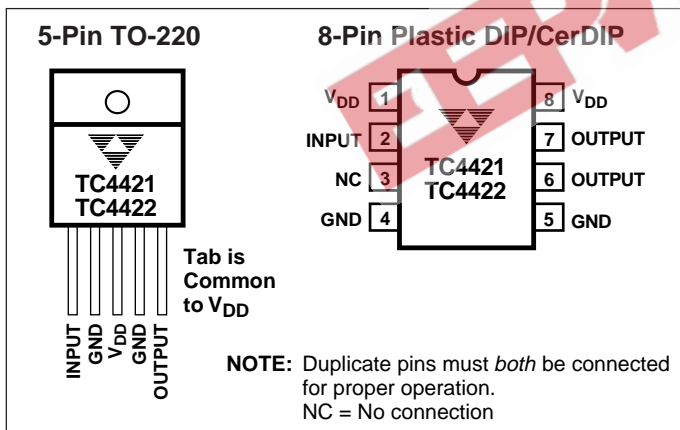 5-Pin TO-220
8-Pin Plastic DIP/CerDIP
TC4421
TC4422
Tab is
Common
to VDD
INPUT
GND
VDD
GND
OUTPUT
VDD 1
INPUT 2
NC 3
GND 4
TC4421
TC4422
8 VDD
7 OUTPUT
6 OUTPUT
5 GND
NOTE: Duplicate pins must both be connected
for proper operation.
NC = No connection